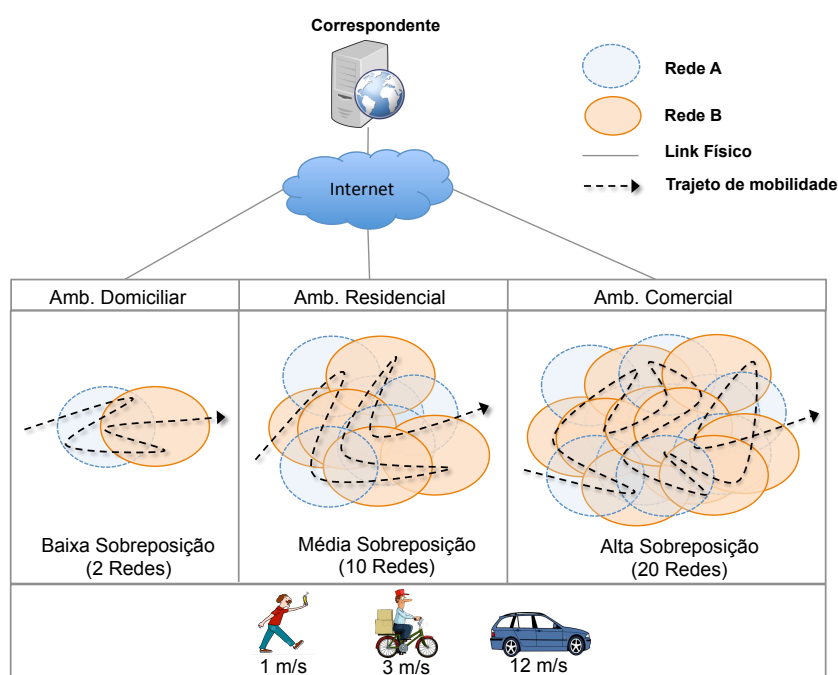 Correspondente
Rede A
Rede B
Link Físico
Trajeto de mobilidade
Internet
Amb. Domiciliar
Amb. Residencial
Amb. Comercial
Baixa Sobreposição
(2 Redes)
Média Sobreposição
(10 Redes)
Alta Sobreposição
(20 Redes)
1 m/s
3 m/s
12 m/s